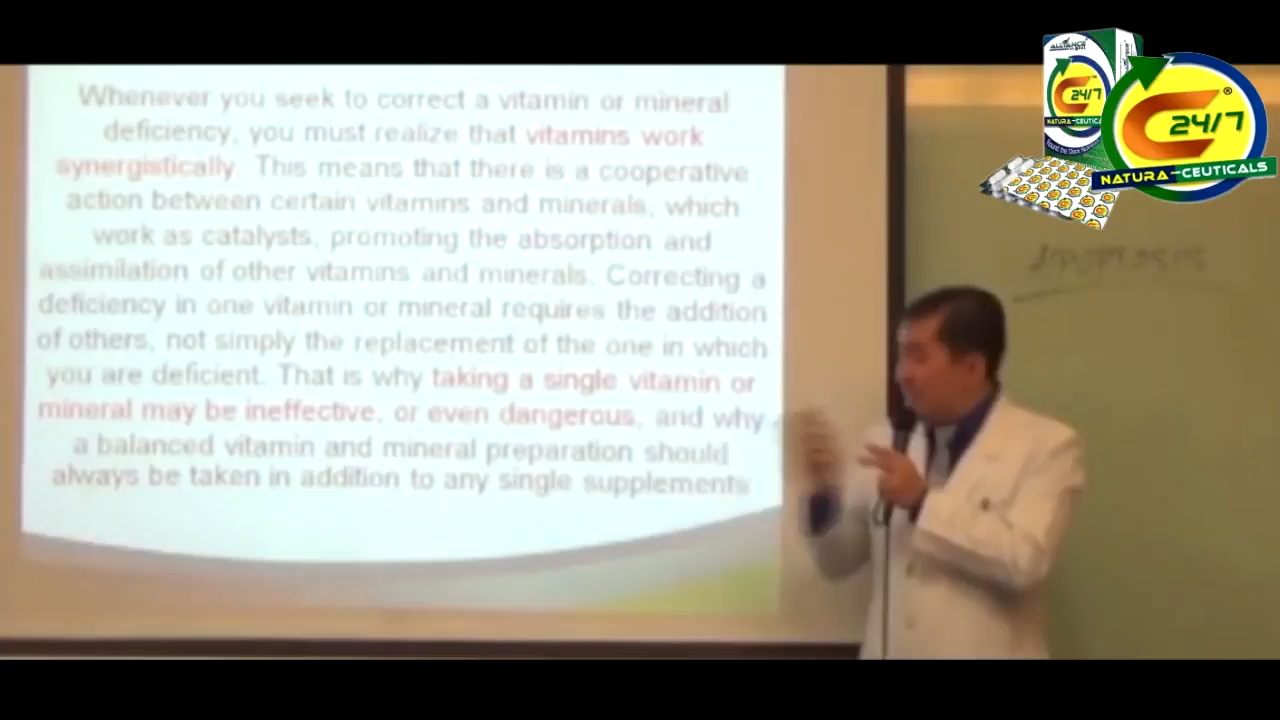 Whenever you seek to correct a vitamin or mineral
deficiency, you must realize that vitamins work
synergistically. This means that there is a cooperative
action between certain vitamins and minerals, which
work as catalysts, promoting the absorption and
assimilation of other vitamins and minerals. Correcting a
deficiency in one vitamin or mineral requires the addition
of others, not simply the replacement of the one in which
you are deficient. That is why taking a single vitamin or
mineral may be ineffective, or even dangerous, and why
a balanced vitamin and mineral preparation should
always be taken in addition to any single supplements
ALLIANCE
24/7
NATURA-CEUTICALS
24/7 ®
NATURA-CEUTICALS